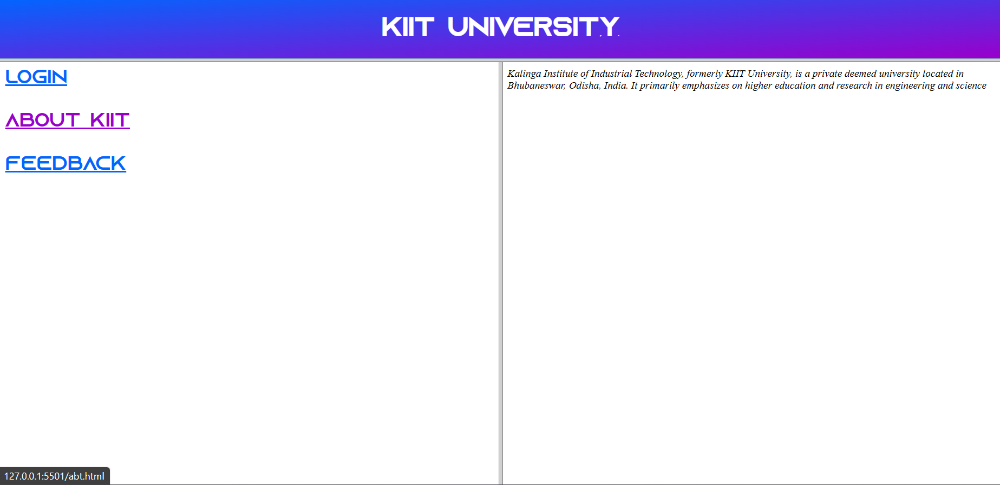 KIIT UNIVERSITY
LOGIN
ABOUT KIIT
FEEDBACK
Kalinga Institute of Industrial Technology, formerly KIIT University, is a private deemed university located in
Bhubaneswar, Odisha, India. It primarily emphasizes on higher education and research in engineering and science
127.0.0.1:5501/abt.html